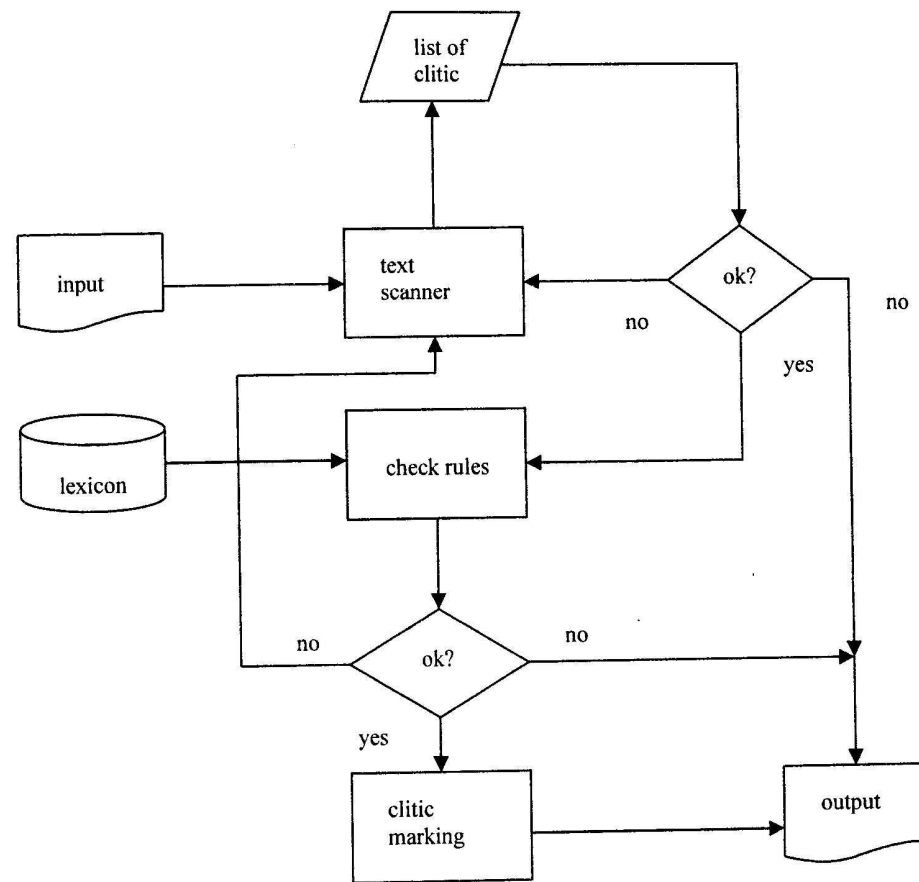 list of
clitic
input
text
scanner
ok?
no
no
yes
lexicon
check rules
no
ok?
no
yes
clitic
marking
output